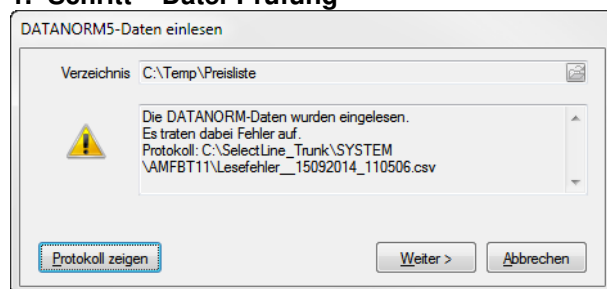 1. Schritt – Datei-Prüfung
DATANORM5-Daten einlesen
Verzeichnis C:\Temp\Preisliste
Die DATANORM-Daten wurden eingelesen.
Es traten dabei Fehler auf.
Protokoll: C:\SelectLine_Trunk\SYSTEM
\AMFBT11\Lesefehler__15092014_110506.csv
Protokoll zeigen
Weiter >
Abbrechen